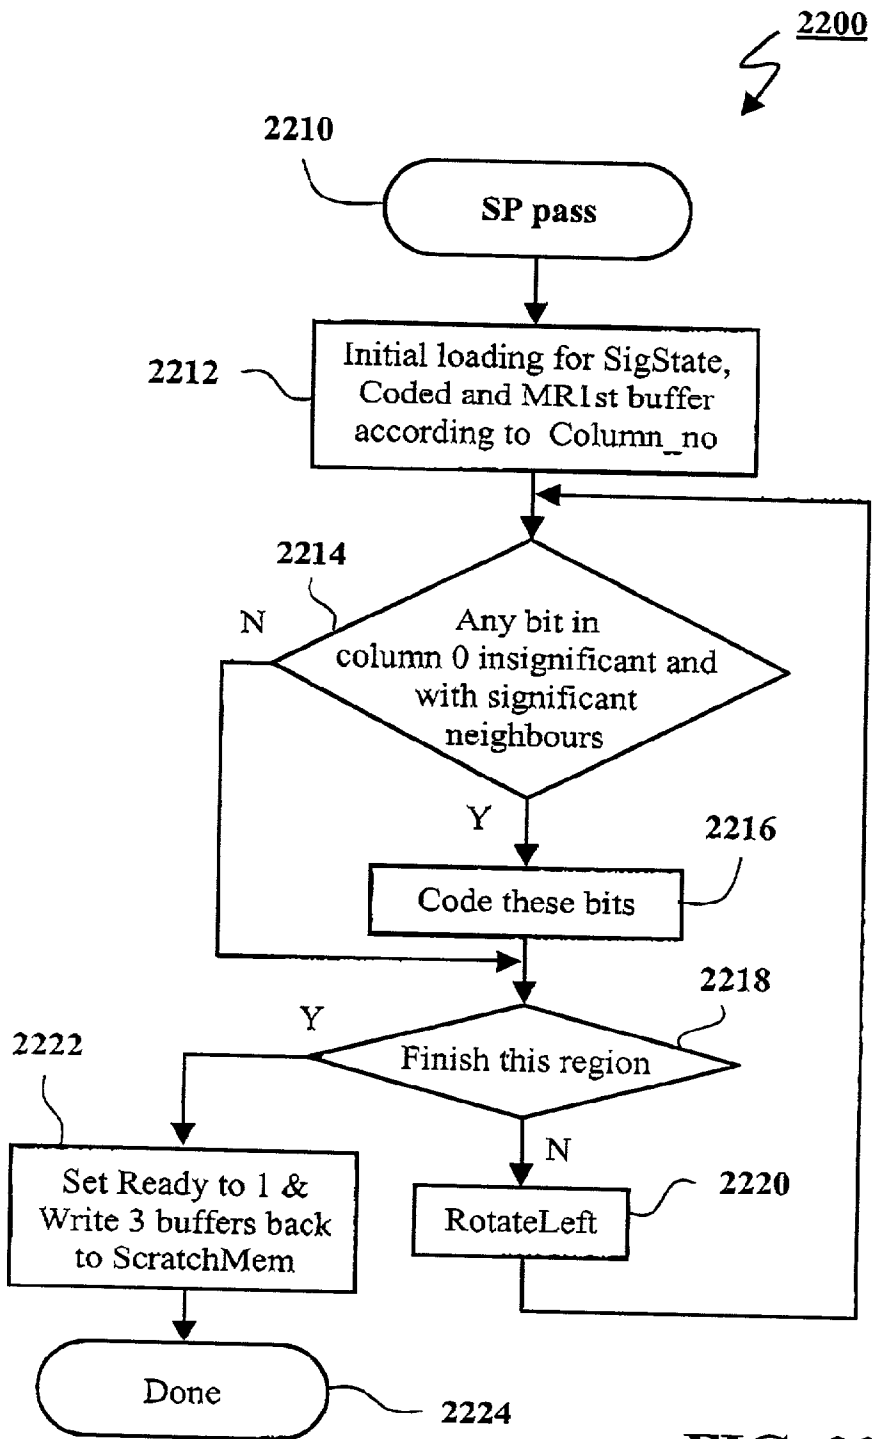 2200
2210
SP pass
2212
Initial loading for SigState,
Coded and MR1st buffer
according to Column_no
2214
N
Any bit in
column 0 insignificant and
with significant
neighbours
Y
2216
Code these bits
2218
Y
Finish this region
2222
N
Set Ready to 1 &
Write 3 buffers back
to ScratchMem
2220
RotateLeft
Done
2224